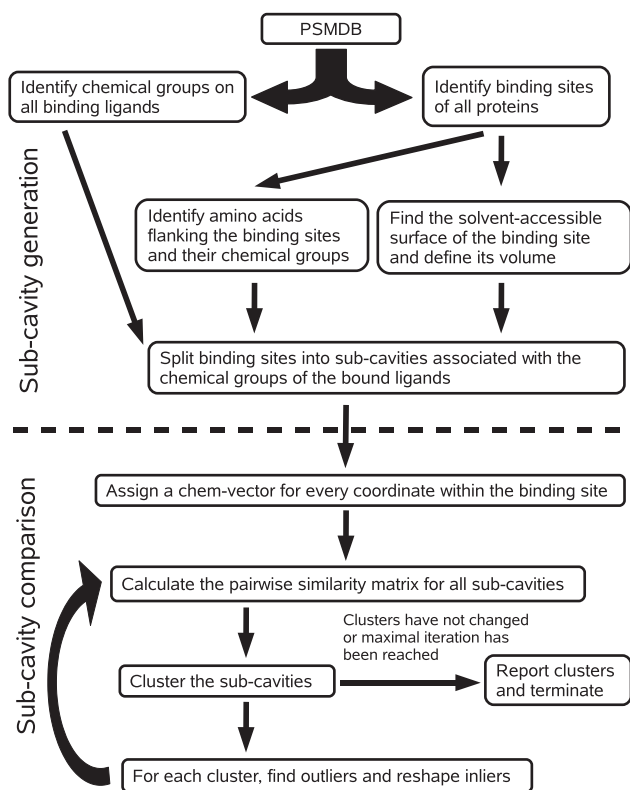 PSMDB
Identify chemical groups on
all binding ligands
Identify binding sites
of all proteins
Sub-cavity generation
Identify amino acids
flanking the binding sites
and their chemical groups
Find the solvent-accessible
surface of the binding site
and define its volume
Split binding sites into sub-cavities associated with the
chemical groups of the bound ligands
Assign a chem-vector for every coordinate within the binding site
Sub-cavity comparison
Calculate the pairwise similarity matrix for all sub-cavities
Clusters have not changed
or maximal iteration has
been reached
Cluster the sub-cavities
Report clusters
and terminate
For each cluster, find outliers and reshape inliers